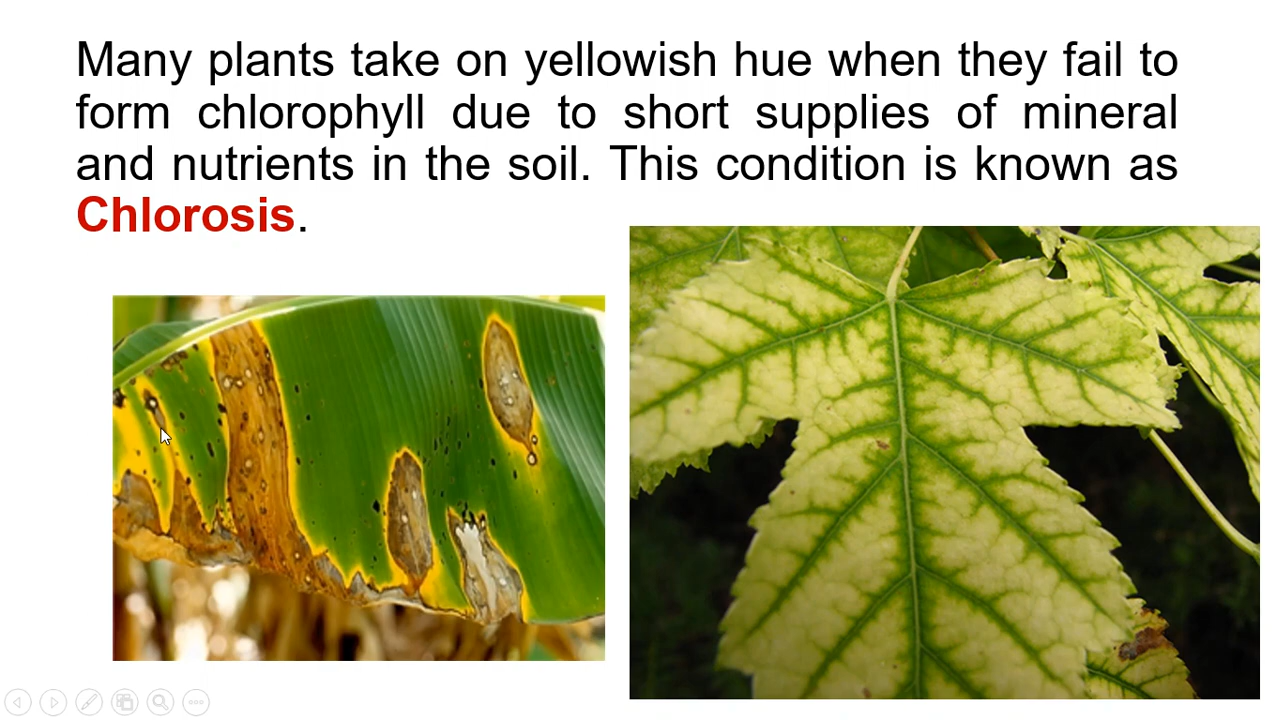 Many plants take on yellowish hue when they fail to
form chlorophyll due to short supplies of mineral
and nutrients in the soil. This condition is known as
Chlorosis.